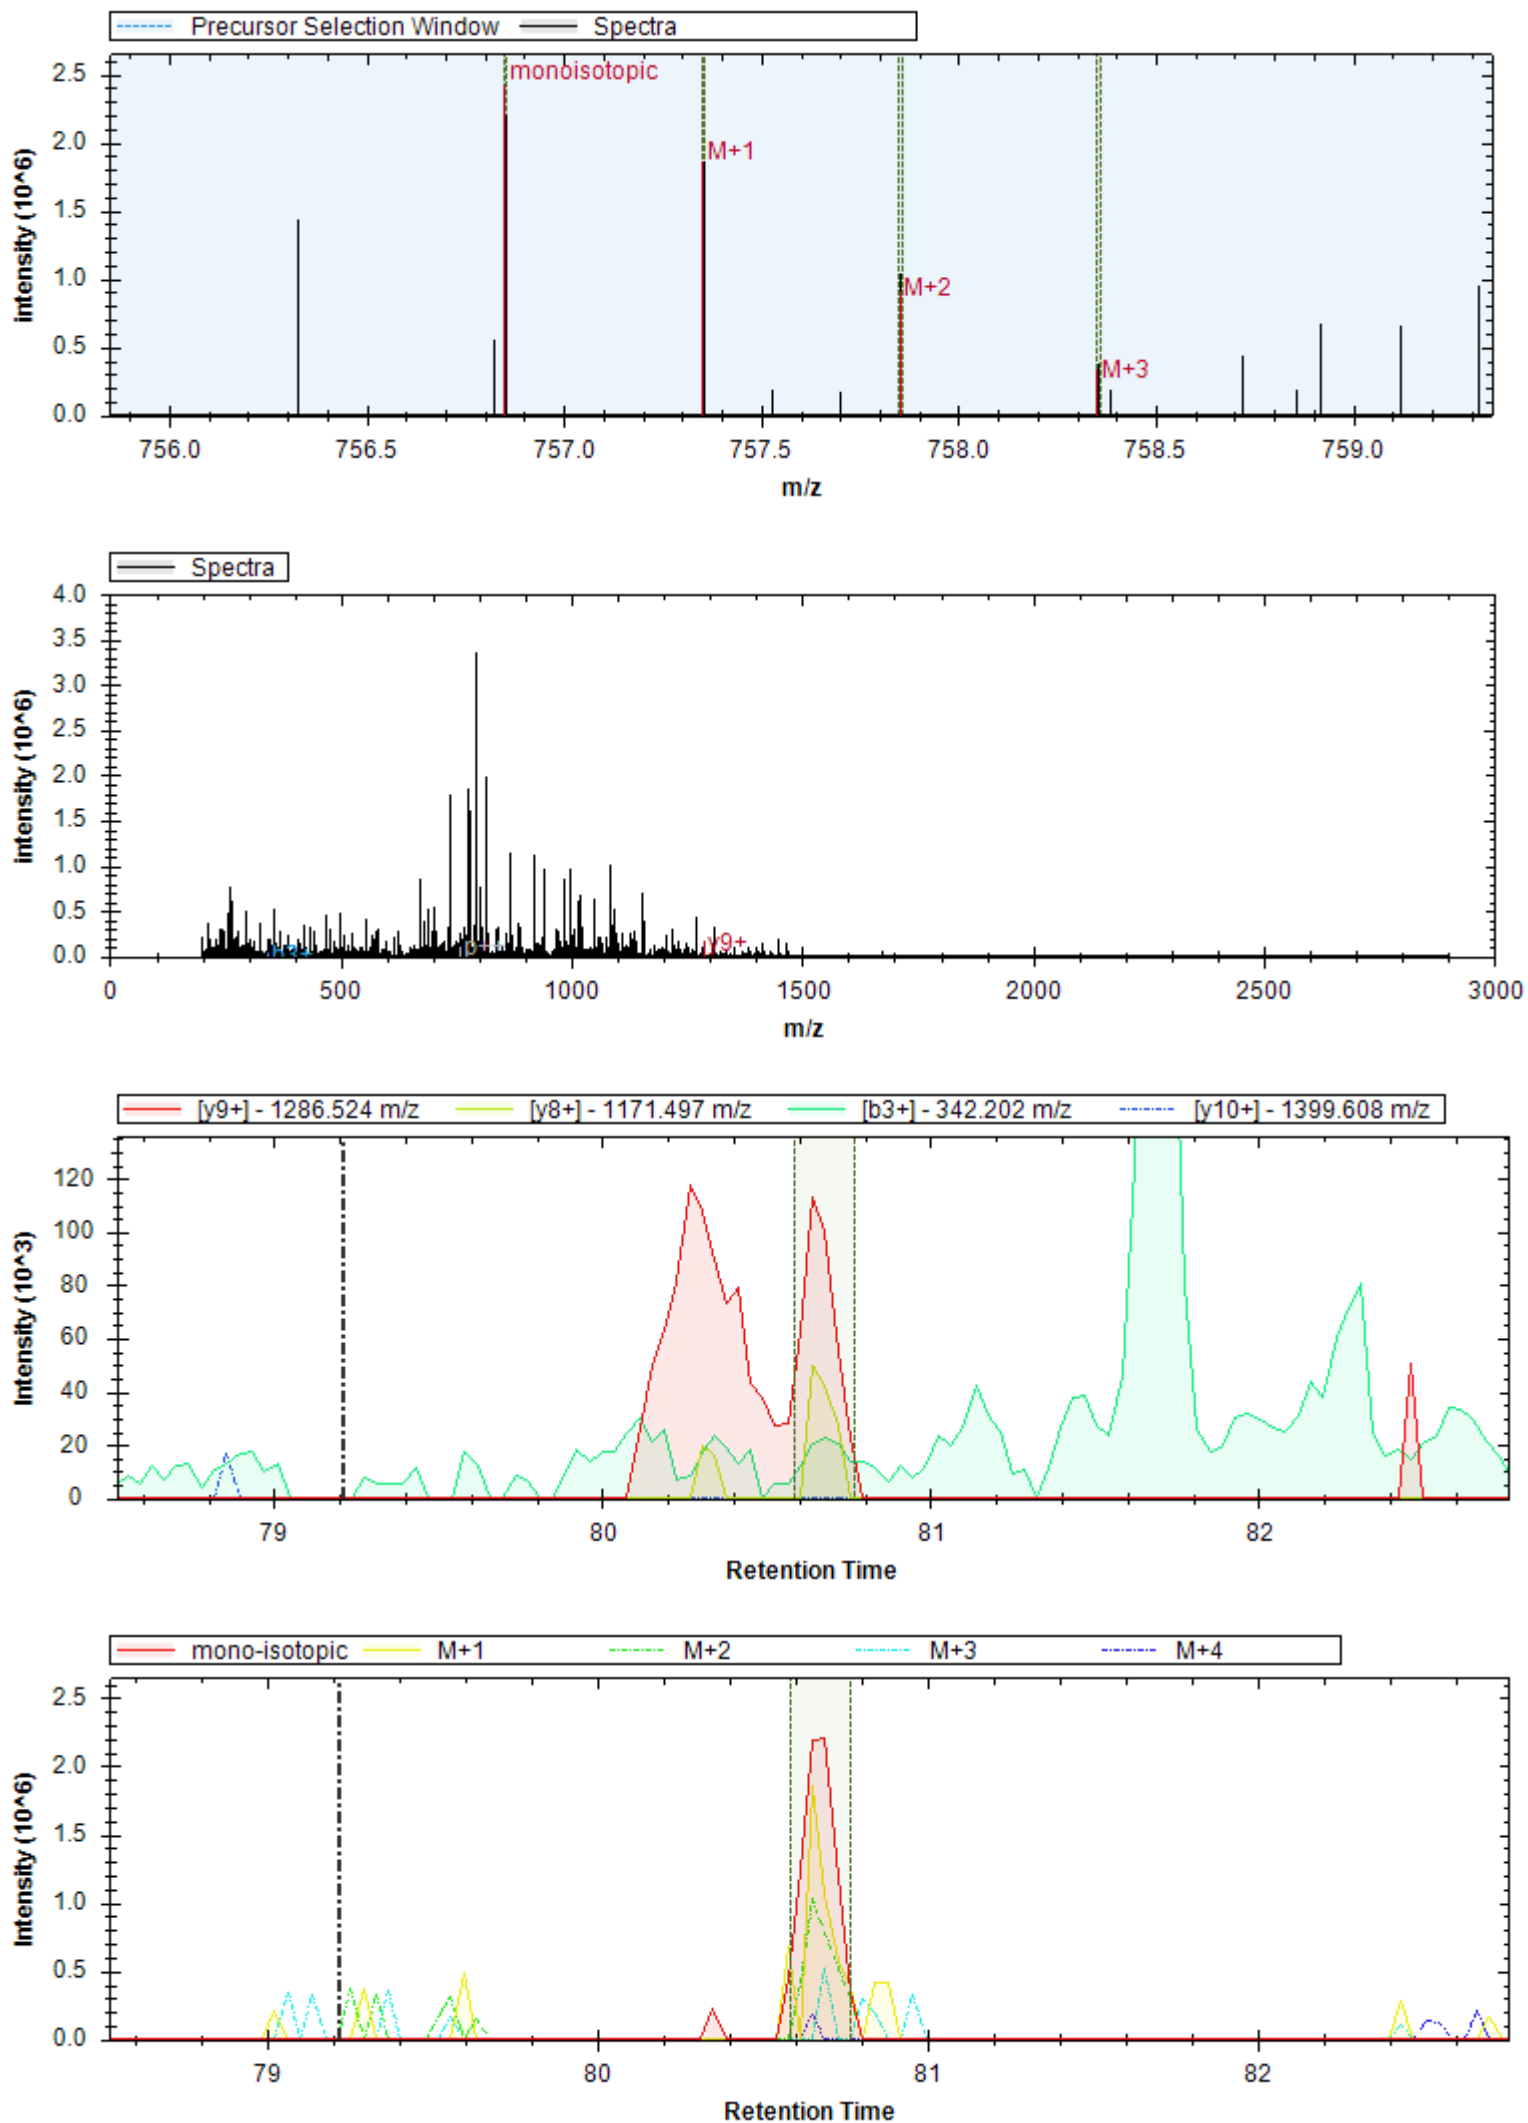 Precursor Selection Window Spectra
monoisotopic
M+1
M+2
M+3
intensity (10^6)
2.5
2.0
1.5
1.0
0.5
0.0
756.0 756.5 757.0 757.5 758.0 758.5 759.0
m/z
Spectra
intensity (10^6)
4.0
3.5
3.0
2.5
2.0
1.5
1.0
0.5
0.0
y9+
0 500 1000 1500 2000 2500 3000
m/z
[y9+] - 1286.524 m/z [y8+] - 1171.497 m/z [b3+] - 342.202 m/z [y10+] - 1399.608 m/z
Intensity (10^3)
120
100
80
60
40
20
0
79 80 81 82
Retention Time
mono-isotopic M+1 M+2 M+3 M+4
Intensity (10^6)
2.5
2.0
1.5
1.0
0.5
0.0
79 80 81 82
Retention Time